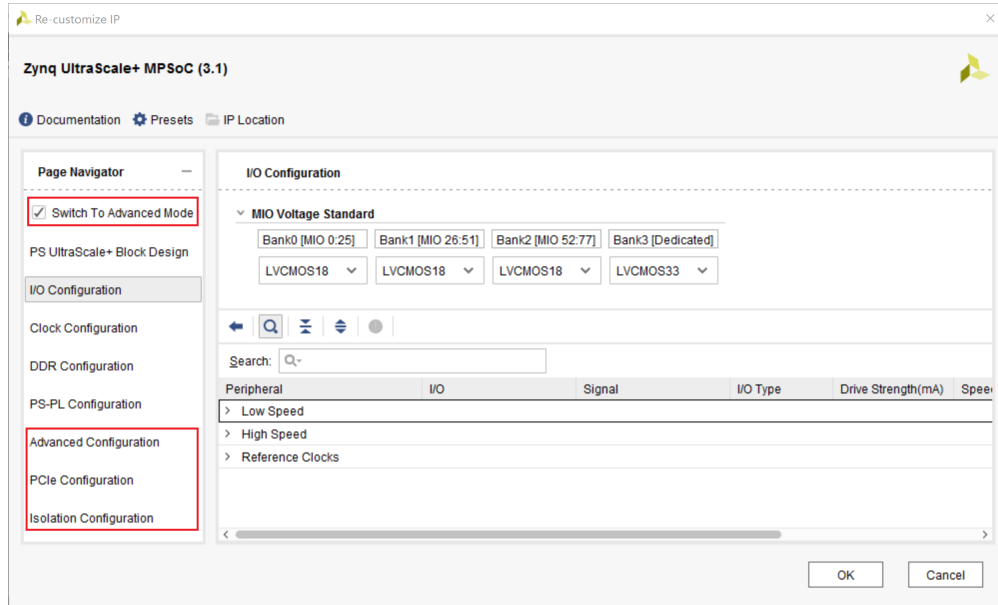 Re-customize IP
Zynq UltraScale+ MPSoC (3.1)
Documentation Presets IP Location
Page Navigator
Switch To Advanced Mode
PS UltraScale+ Block Design
I/O Configuration
Clock Configuration
DDR Configuration
PS-PL Configuration
Advanced Configuration
PCIe Configuration
Isolation Configuration
I/O Configuration
MIO Voltage Standard
Bank0 [MIO 0:25] Bank1 [MIO 26:51] Bank2 [MIO 52:77] Bank3 [Dedicated]
LVCMOS18 LVCMOS18 LVCMOS18 LVCMOS33
Search:
Peripheral I/O Signal I/O Type Drive Strength(mA) Speed
Low Speed
High Speed
Reference Clocks
OK Cancel